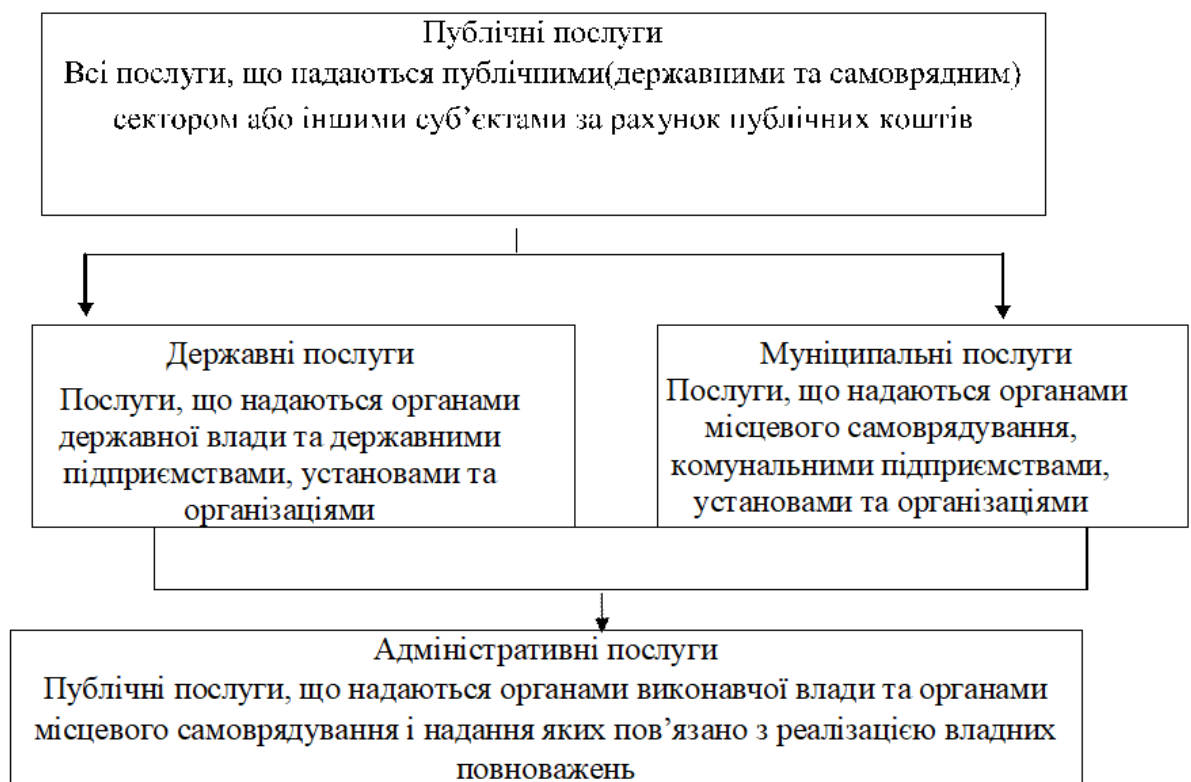 Публічні послуги
Всі послуги, що надаються публічними(державними та самоврядним)
сектором або іншими суб’єктами за рахунок публічних коштів
Державні послуги
Послуги, що надаються органами
державної влади та державними
підприємствами, установами та
організаціями
Муніципальні послуги
Послуги, що надаються органами
місцевого самоврядування,
комунальними підприємствами,
установами та організаціями
Адміністративні послуги
Публічні послуги, що надаються органами виконавчої влади та органами
місцевого самоврядування і надання яких пов’язано з реалізацією владних
повноважень